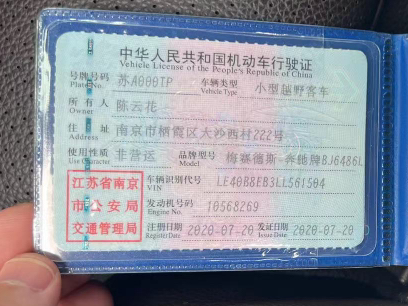 中华人民共和国机动车行驶证
Vehicle License of the People's Republic of China
号牌号码 苏A000TP 车辆类型 小型越野客车
Plate No. Vehicle Type
所有人 陈云花
Owner
住址 南京市栖霞区大沙西村222号
Address
使用性质 非营运 品牌型号 梅赛德斯-奔驰牌BJ6486L
Use Character Model
江苏省南京 车辆识别代号 LE40B8EB3LL561504
VIN
市公安局 发动机号码 10568269
Engine No.
交通管理局 注册日期 2020-07-20 发证日期 2020-07-20
Register Date Issue Date